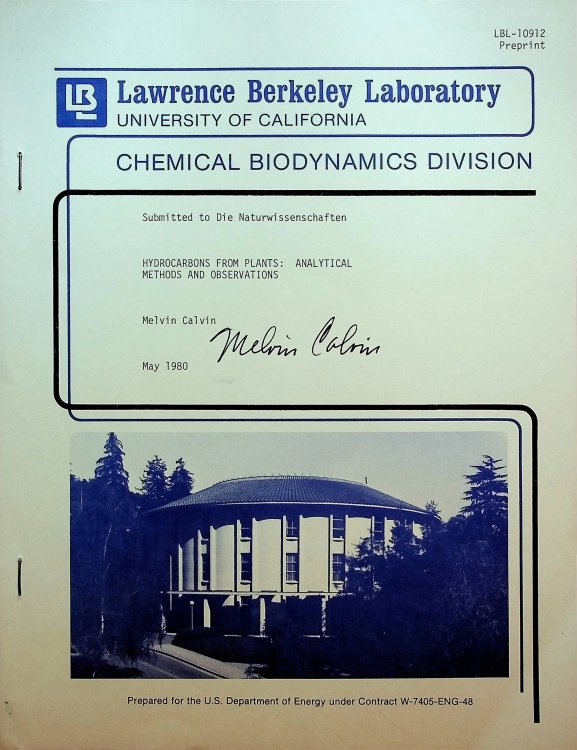 LBL-10912
Preprint
LB
Lawrence Berkeley Laboratory
UNIVERSITY OF CALIFORNIA
CHEMICAL BIODYNAMICS DIVISION
Submitted to Die Naturwissenschaften
HYDROCARBONS FROM PLANTS: ANALYTICAL
METHODS AND OBSERVATIONS
Melvin Calvin
Melvin Calvin
May 1980
Prepared for the U.S. Department of Energy under Contract W-7405-ENG-48